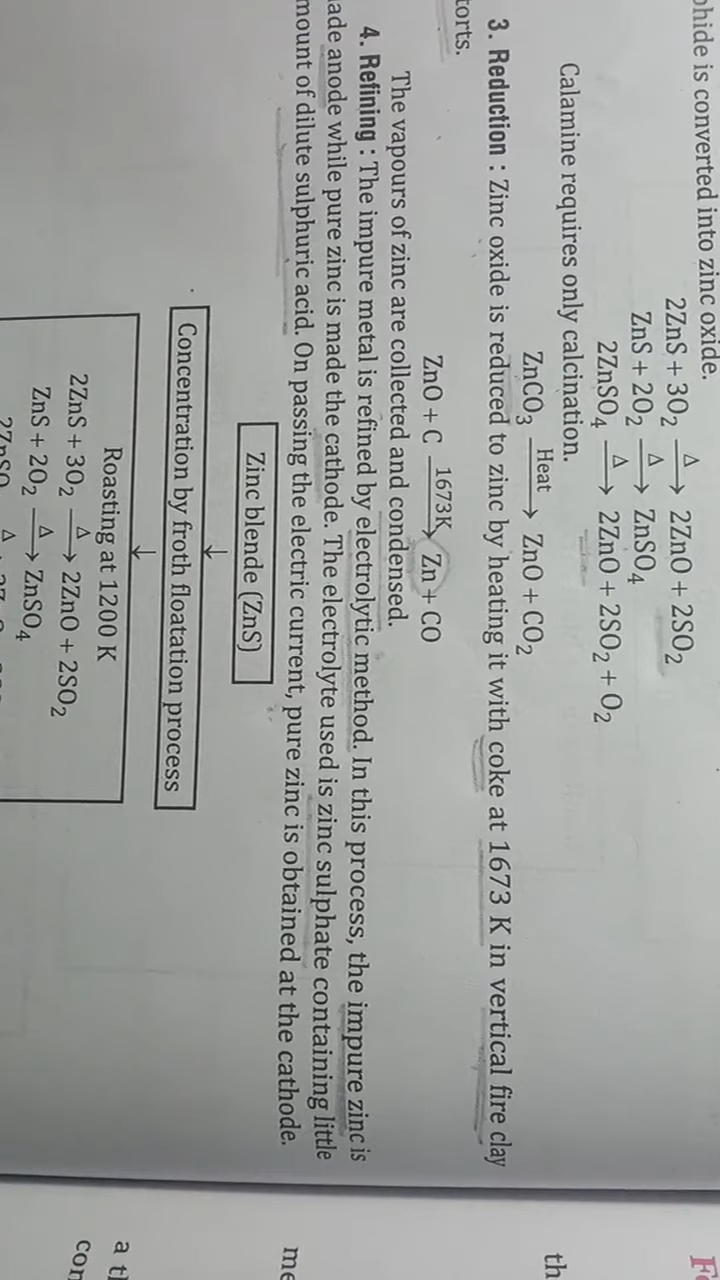 phide is converted into zinc oxide.
2ZnS + 3O₂ —Δ→ 2ZnO + 2SO₂
ZnS + 2O₂ —Δ→ ZnSO₄
2ZnSO₄ —Δ→ 2ZnO + 2SO₂ + O₂
Calamine requires only calcination.
ZnCO₃ —Heat→ ZnO + CO₂
3. Reduction : Zinc oxide is reduced to zinc by heating it with coke at 1673 K in vertical fire clay
torts.
ZnO + C —1673K→ Zn + CO
The vapours of zinc are collected and condensed.
4. Refining : The impure metal is refined by electrolytic method. In this process, the impure zinc is
ade anode while pure zinc is made the cathode. The electrolyte used is zinc sulphate containing little
mount of dilute sulphuric acid. On passing the electric current, pure zinc is obtained at the cathode.
Zinc blende (ZnS)
↓
Concentration by froth floatation process
↓
Roasting at 1200 K
2ZnS + 3O₂ —Δ→ 2ZnO + 2SO₂
ZnS + 2O₂ —Δ→ ZnSO₄
th
me
a th
con